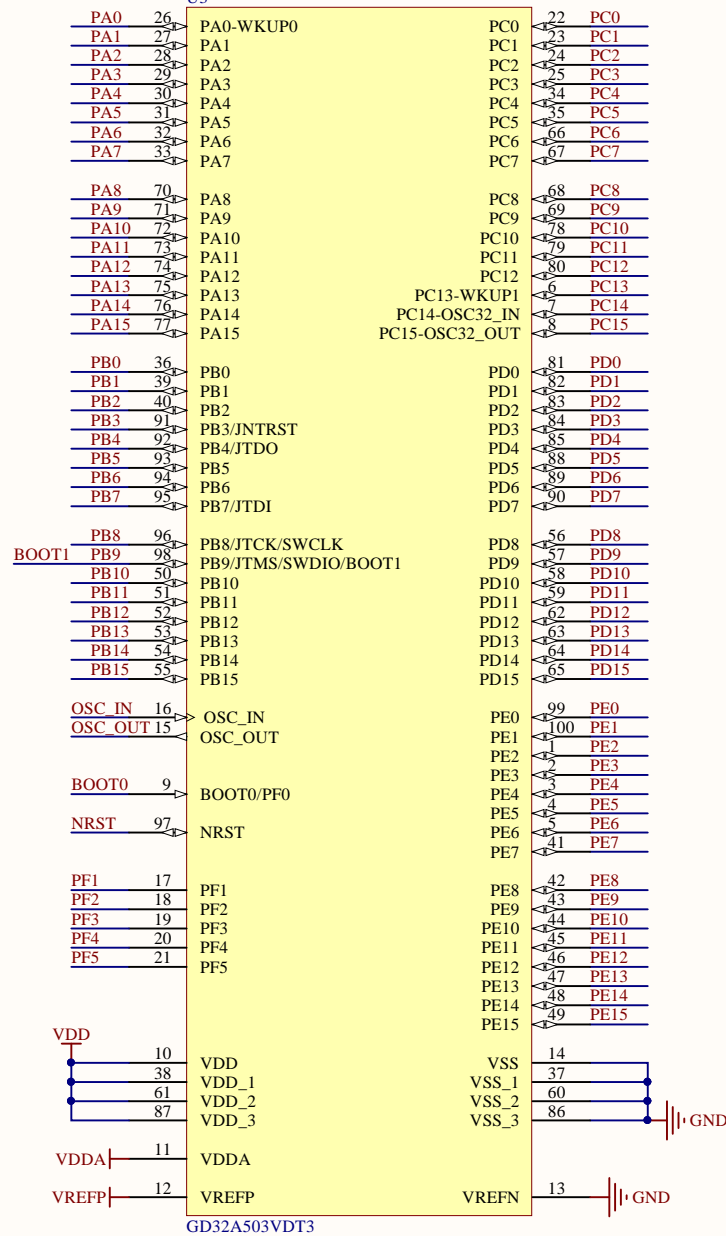 PA0 26 PA0-WKUP0 PC0 22 PC0
PA1 27 PA1 PC1 23 PC1
PA2 28 PA2 PC2 24 PC2
PA3 29 PA3 PC3 25 PC3
PA4 30 PA4 PC4 34 PC4
PA5 31 PA5 PC5 35 PC5
PA6 32 PA6 PC6 66 PC6
PA7 33 PA7 PC7 67 PC7
PA8 70 PA8 PC8 68 PC8
PA9 71 PA9 PC9 69 PC9
PA10 72 PA10 PC10 78 PC10
PA11 73 PA11 PC11 79 PC11
PA12 74 PA12 PC12 80 PC12
PA13 75 PA13 PC13-WKUP1 6 PC13
PA14 76 PA14 PC14-OSC32_IN 7 PC14
PA15 77 PA15 PC15-OSC32_OUT 8 PC15
PB0 36 PB0 PD0 81 PD0
PB1 39 PB1 PD1 82 PD1
PB2 40 PB2 PD2 83 PD2
PB3 91 PB3/JNTRST PD3 84 PD3
PB4 92 PB4/JTDO PD4 85 PD4
PB5 93 PB5 PD5 88 PD5
PB6 94 PB6 PD6 89 PD6
PB7 95 PB7/JTDI PD7 90 PD7
PB8 96 PB8/JTCK/SWCLK PD8 56 PD8
BOOT1 PB9 98 PB9/JTMS/SWDIO/BOOT1 PD9 57 PD9
PB10 50 PB10 PD10 58 PD10
PB11 51 PB11 PD11 59 PD11
PB12 52 PB12 PD12 62 PD12
PB13 53 PB13 PD13 63 PD13
PB14 54 PB14 PD14 64 PD14
PB15 55 PB15 PD15 65 PD15
OSC_IN 16 OSC_IN PE0 99 PE0
OSC_OUT 15 OSC_OUT PE1 100 PE1
PE2 1 PE2
PE3 2 PE3
BOOT0 9 BOOT0/PF0 PE4 3 PE4
PE5 4 PE5
NRST 97 NRST PE6 5 PE6
PE7 41 PE7
PF1 17 PF1 PE8 42 PE8
PF2 18 PF2 PE9 43 PE9
PF3 19 PF3 PE10 44 PE10
PF4 20 PF4 PE11 45 PE11
PF5 21 PF5 PE12 46 PE12
PE13 47 PE13
PE14 48 PE14
PE15 49 PE15
VDD
10 VDD VSS 14
38 VDD_1 VSS_1 37
61 VDD_2 VSS_2 60
87 VDD_3 VSS_3 86 GND
VDDA 11 VDDA
VREFP 12 VREFP VREFN 13 GND
GD32A503VDT3